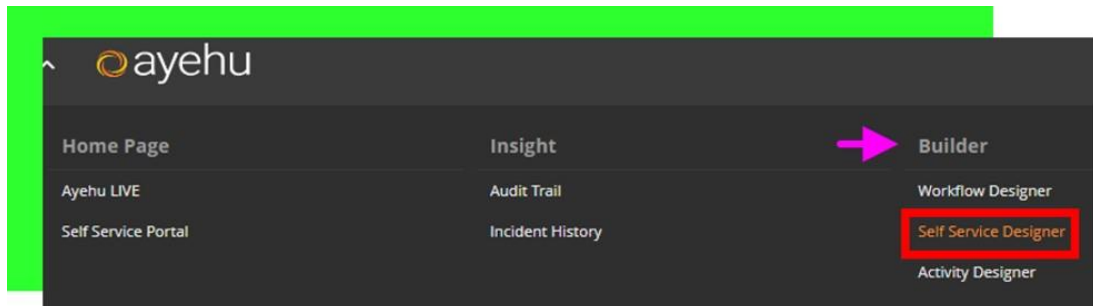 ayehu
Home Page
Ayehu LIVE
Self Service Portal
Insight
Audit Trail
Incident History
Builder
Workflow Designer
Self Service Designer
Activity Designer